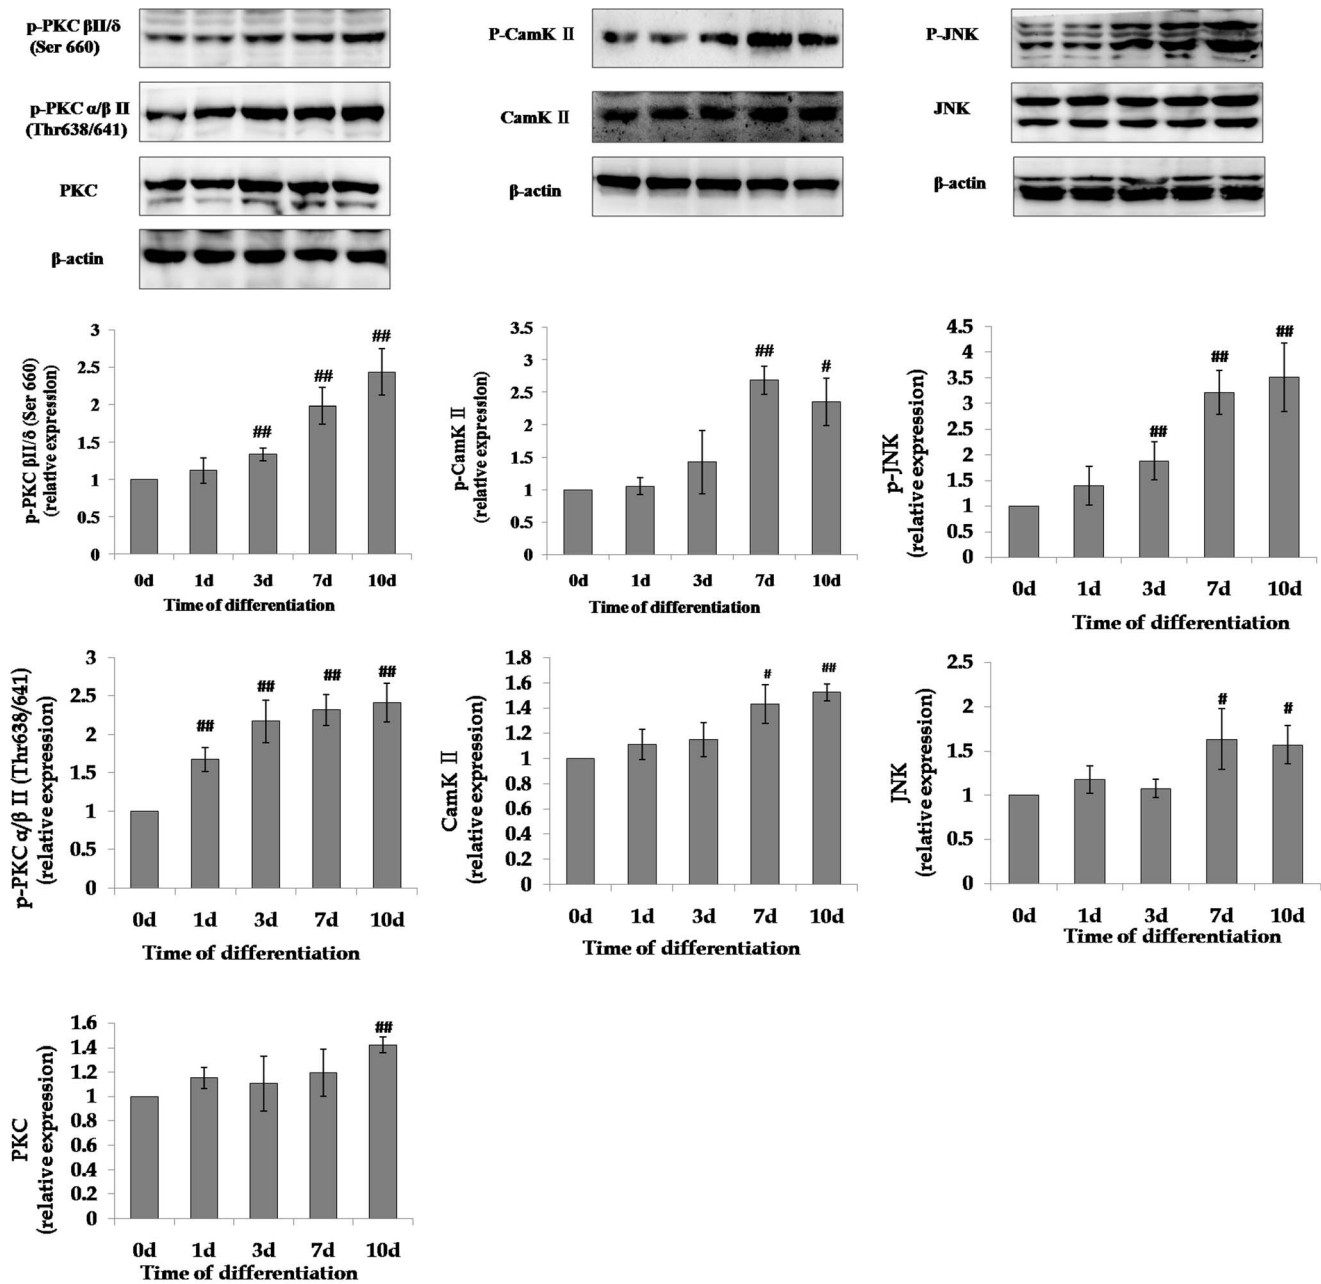 p-PKC βII/δ
(Ser 660)
p-PKC α/β II
(Thr638/641)
PKC
β-actin
P-CamK Ⅱ
CamK Ⅱ
β-actin
P-JNK
JNK
β-actin
p-PKC βII/δ (Ser 660)
(relative expression)
3
2.5
2
1.5
1
0.5
0
##
##
##
0d 1d 3d 7d 10d
Time of differentiation
p-CamK Ⅱ
(relative expression)
3.5
3
2.5
2
1.5
1
0.5
0
##
#
0d 1d 3d 7d 10d
Time of differentiation
p-JNK
(relative expression)
4.5
4
3.5
3
2.5
2
1.5
1
0.5
0
##
##
##
0d 1d 3d 7d 10d
Time of differentiation
p-PKC α/β II (Thr638/641)
(relative expression)
3
2.5
2
1.5
1
0.5
0
##
##
##
##
0d 1d 3d 7d 10d
Time of differentiation
CamK Ⅱ
(relative expression)
1.8
1.6
1.4
1.2
1
0.8
0.6
0.4
0.2
0
#
##
0d 1d 3d 7d 10d
Time of differentiation
JNK
(relative expression)
2.5
2
1.5
1
0.5
0
#
#
0d 1d 3d 7d 10d
Time of differentiation
PKC
(relative expression)
1.6
1.4
1.2
1
0.8
0.6
0.4
0.2
0
##
0d 1d 3d 7d 10d
Time of differentiation